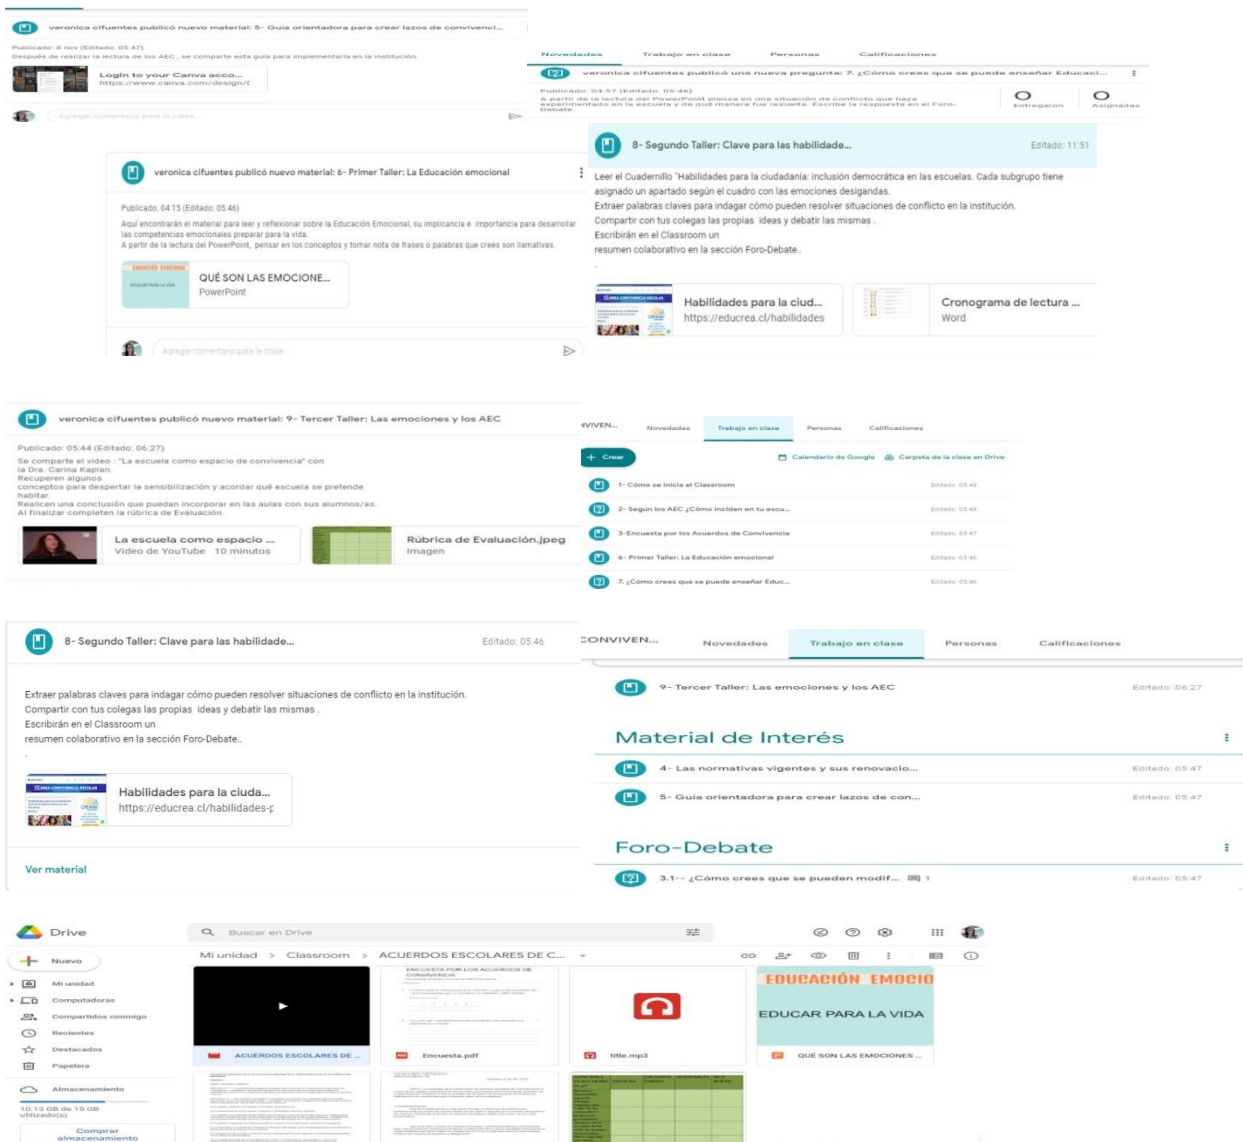 veronica cifuentes publicó nuevo material: 5- Guia orientadora para crear lazos de convivenci...
Publicado: 8 nov (Editado: 05:47)
Después de realizar la lectura de los AEC , se comparte esta guía para implementarla en la institución.
Login to your Canva acco...
https://www.canva.com/design/(
Agregar comentario para la clase...
Novedades Trabajo en clase Personas Calificaciones
veronica cifuentes publicó una nueva pregunta: 7. ¿Cómo crees que se puede enseñar Educaci...
Publicado: 04:57 (Editado: 05:46)
A partir de la lectura del PowerPoint piensa en una situación de conflicto que haya
experimentado en la escuela y de qué manera fue resuelta. Escribe la respuesta en el Foro-
Debate.
0 Entregaron
0 Asignadas
veronica cifuentes publicó nuevo material: 6- Primer Taller: La Educación emocional
Publicado: 04:15 (Editado: 05:46)
Aquí encontrarán el material para leer y reflexionar sobre la Educación Emocional, su implicancia e importancia para desarrollar
las competencias emocionales preparar para la vida.
A partir de la lectura del PowerPoint, pensar en los conceptos y tomar nota de frases o palabras que crees son llamativas.
EDUCAR PARA LA VIDA
QUÉ SON LAS EMOCIONE...
PowerPoint
Agregar comentario para la clase...
8- Segundo Taller: Clave para las habilidade...
Editado: 11:51
Leer el Cuadernillo "Habilidades para la ciudadanía: inclusión democrática en las escuelas. Cada subgrupo tiene
asignado un apartado según el cuadro con las emociones desigandas.
Extraer palabras claves para indagar cómo pueden resolver situaciones de conflicto en la institución.
Compartir con tus colegas las propias ideas y debatir las mismas .
Escribirán en el Classroom un
resumen colaborativo en la sección Foro-Debate..
.
Habilidades para la ciud...
https://educrea.cl/habilidades
Cronograma de lectura ...
Word
veronica cifuentes publicó nuevo material: 9- Tercer Taller: Las emociones y los AEC
Publicado: 05:44 (Editado: 06:27)
Se comparte el video : "La escuela como espacio de convivencia" con
la Dra. Carina Kaplan.
Recuperen algunos
conceptos para despertar la sensibilización y acordar qué escuela se pretende
habitar.
Realicen una conclusión que puedan incorporar en las aulas con sus alumnos/as.
Al finalizar completen la rúbrica de Evaluación.
La escuela como espacio ...
Video de YouTube 10 minutos
Rúbrica de Evaluación.jpeg
Imagen
VIVEN... Novedades Trabajo en clase Personas Calificaciones
+ Crear
Calendario de Google Carpeta de la clase en Drive
1- Cómo se inicia el Classroom Editado: 05:48
2- Según los AEC ¿Cómo inciden en tu escu... Editado: 05:48
3-Encuesta por los Acuerdos de Convivencia Editado: 05:47
6- Primer Taller: La Educación emocional Editado: 05:46
7. ¿Cómo crees que se puede enseñar Educ... Editado: 05:46
8- Segundo Taller: Clave para las habilidade...
Editado: 05:46
Extraer palabras claves para indagar cómo pueden resolver situaciones de conflicto en la institución.
Compartir con tus colegas las propias ideas y debatir las mismas .
Escribirán en el Classroom un
resumen colaborativo en la sección Foro-Debate..
.
Habilidades para la ciuda...
https://educrea.cl/habilidades-p
Ver material
CONVIVEN... Novedades Trabajo en clase Personas Calificaciones
9- Tercer Taller: Las emociones y los AEC Editado: 06:27
Material de Interés
4- Las normativas vigentes y sus renovacio... Editado: 05:47
5- Guía orientadora para crear lazos de con... Editado: 05:47
Foro-Debate
3.1-- ¿Cómo crees que se pueden modif... 1 Editado: 05:47
Drive
Buscar en Drive
Nuevo
Mi unidad > Classroom > ACUERDOS ESCOLARES DE C...
Mi unidad
Computadoras
Compartidos conmigo
Recientes
Destacados
Papelera
Almacenamiento
10.13 GB de 15 GB
utilizado(s)
Comprar
almacenamiento
ACUERDOS ESCOLARES DE ...
ENCUESTA POR LOS ACUERDOS DE
CONVIVENCIA
Encuesta.pdf
title.mp3
EDUCACIÓN EMOCIO
EDUCAR PARA LA VIDA
QUÉ SON LAS EMOCIONES ...